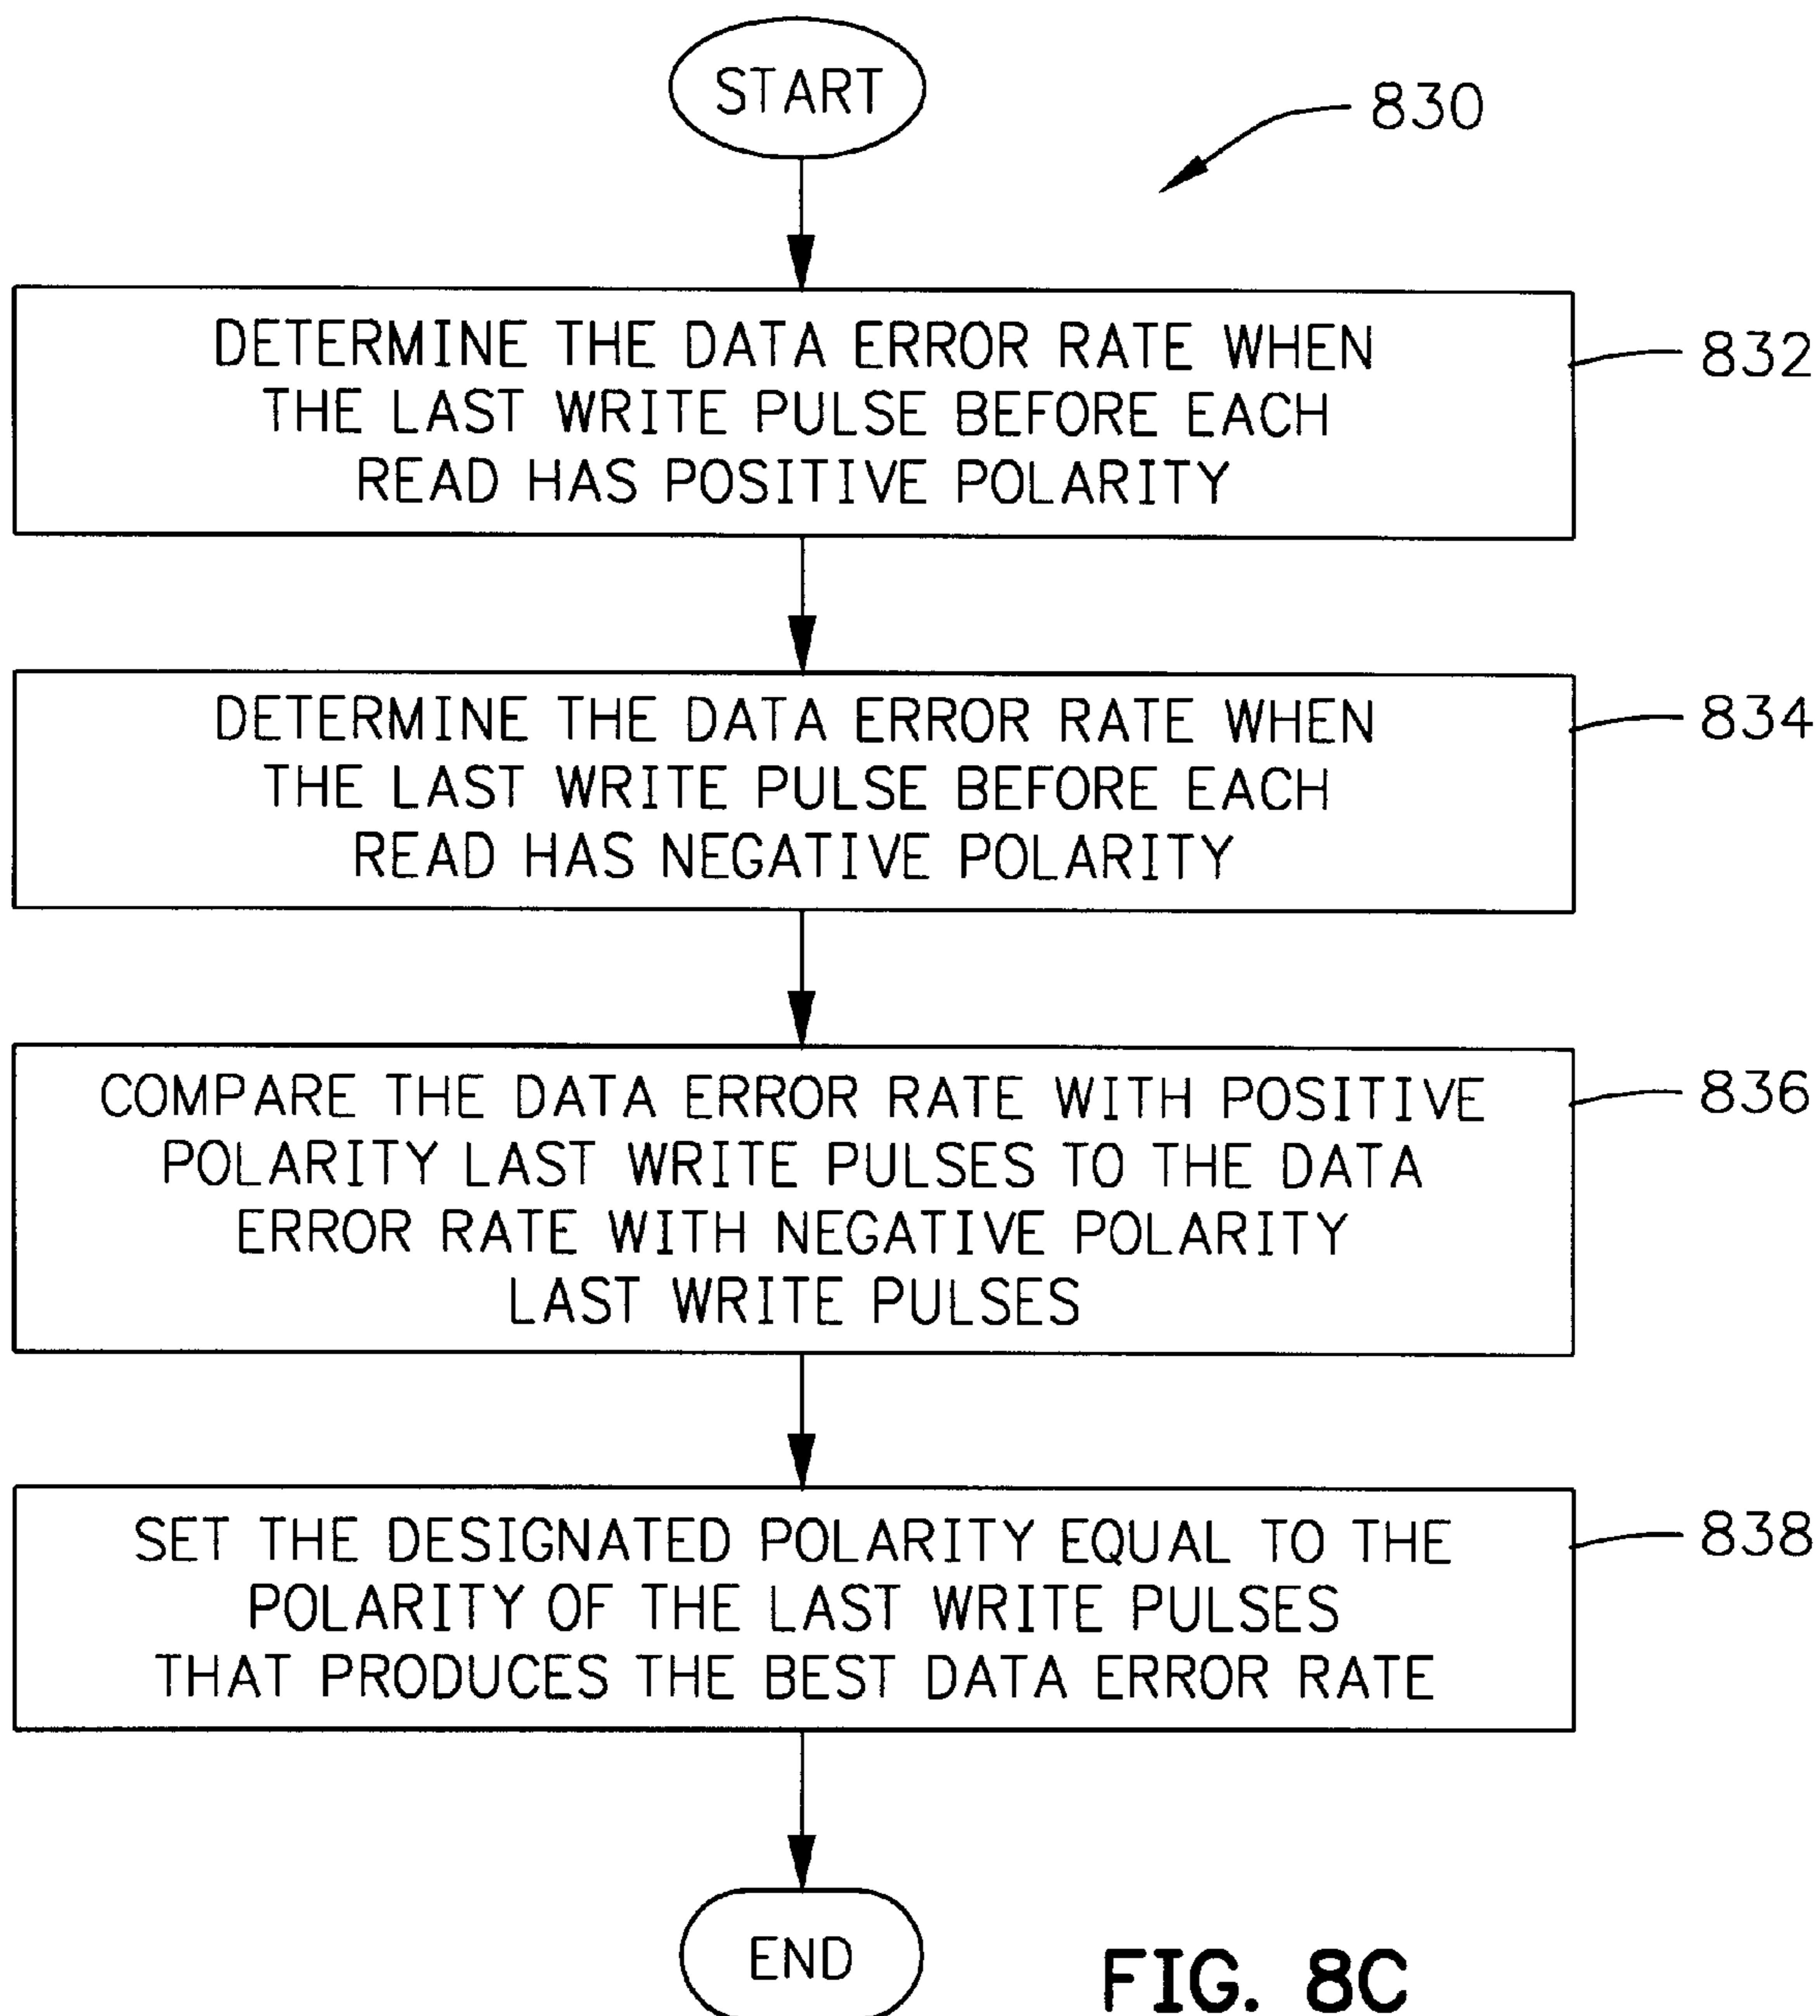 START
830
DETERMINE THE DATA ERROR RATE WHEN
THE LAST WRITE PULSE BEFORE EACH
READ HAS POSITIVE POLARITY
832
DETERMINE THE DATA ERROR RATE WHEN
THE LAST WRITE PULSE BEFORE EACH
READ HAS NEGATIVE POLARITY
834
COMPARE THE DATA ERROR RATE WITH POSITIVE
POLARITY LAST WRITE PULSES TO THE DATA
ERROR RATE WITH NEGATIVE POLARITY
LAST WRITE PULSES
836
SET THE DESIGNATED POLARITY EQUAL TO THE
POLARITY OF THE LAST WRITE PULSES
THAT PRODUCES THE BEST DATA ERROR RATE
838
END
FIG. 8C